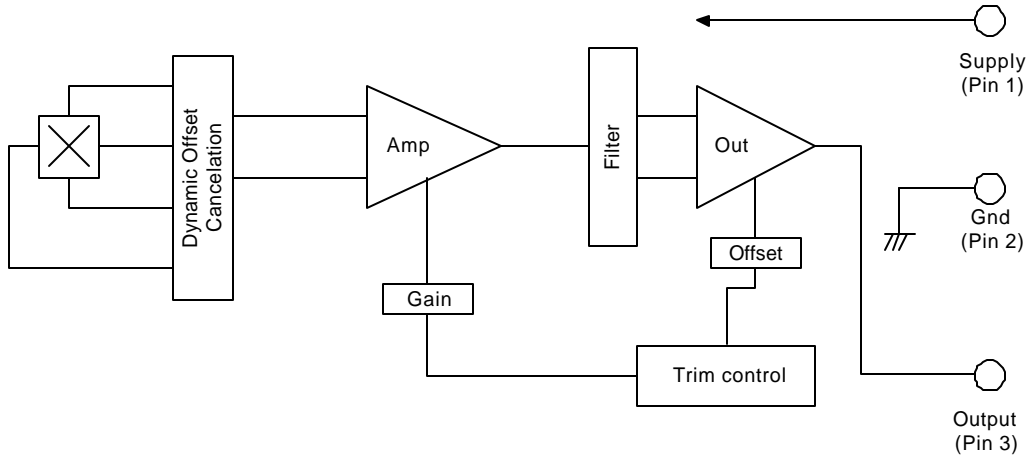 Supply
(Pin 1)
Dynamic Offset
Cancelation
Amp
Filter
Out
Gnd
(Pin 2)
Offset
Gain
Trim control
Output
(Pin 3)